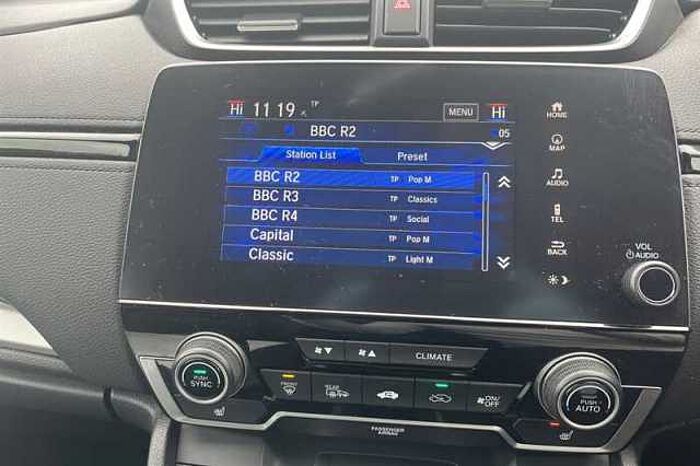 Hi 11:19 TP MENU Hi
BBC R2 05
Station List Preset
BBC R2 TP Pop M
BBC R3 TP Classics
BBC R4 TP Social
Capital TP Pop M
Classic TP Light M
HOME
MAP
AUDIO
TEL
BACK
VOL
AUDIO
CLIMATE
PUSH
SYNC
FRONT
REAR
ON/
OFF
PUSH
AUTO
PASSENGER
AIRBAG